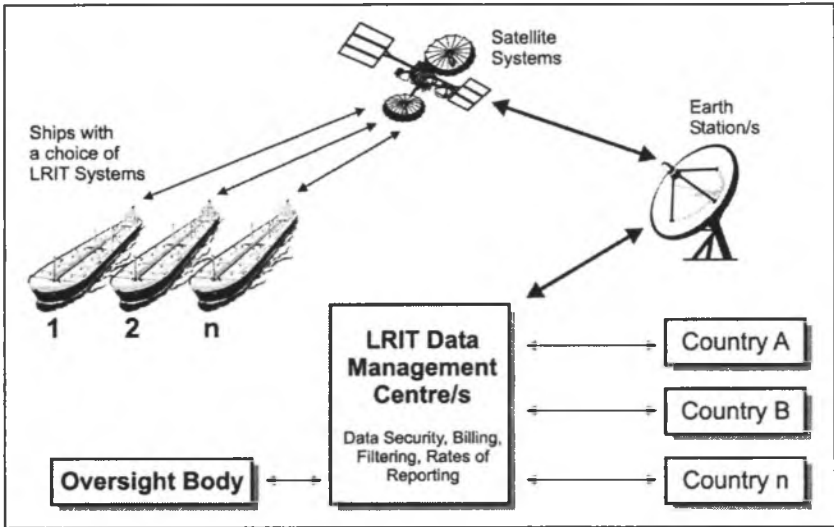 Satellite
Systems
Earth
Station/s
Ships with
a choice of
LRIT Systems
1 2 n
LRIT Data
Management
Centre/s
Data Security, Billing,
Filtering, Rates of
Reporting
Country A
Country B
Country n
Oversight Body